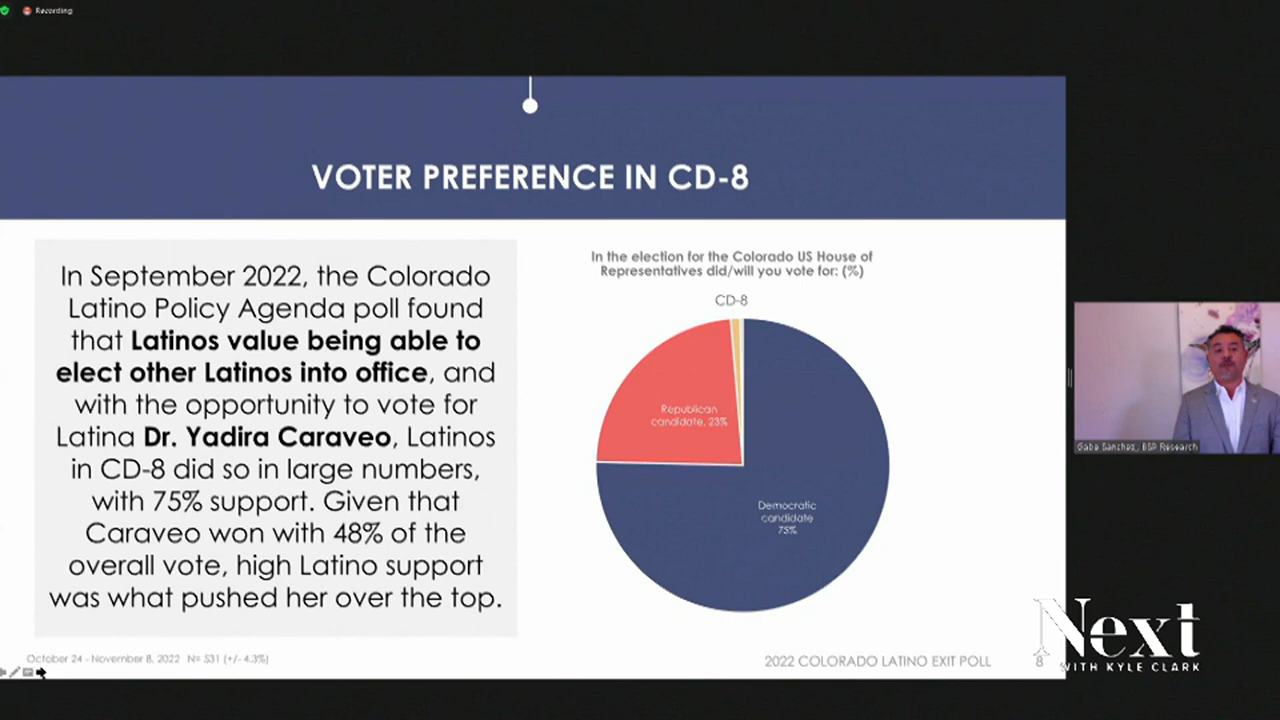 Recording
VOTER PREFERENCE IN CD-8
In September 2022, the Colorado
Latino Policy Agenda poll found
that Latinos value being able to
elect other Latinos into office, and
with the opportunity to vote for
Latina Dr. Yadira Caraveo, Latinos
in CD-8 did so in large numbers,
with 75% support. Given that
Caraveo won with 48% of the
overall vote, high Latino support
was what pushed her over the top.
In the election for the Colorado US House of
Representatives did/will you vote for: (%)
CD-8
Republican
candidate, 23%
Democratic
candidate
75%
Gabe Sanchez, BSP Research
October 24 - November 8, 2022 N= 531 (+/- 4.3%)
2022 COLORADO LATINO EXIT POLL
8
Next
WITH KYLE CLARK